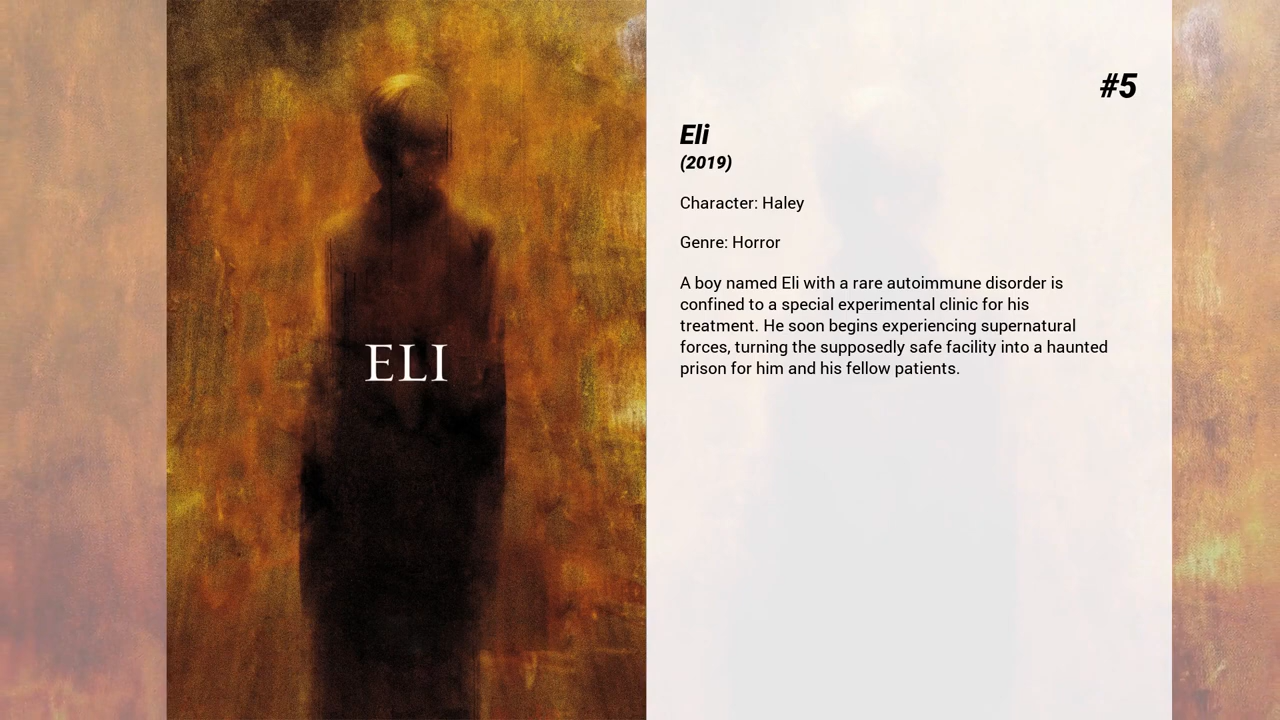 ELI
#5
Eli
(2019)
Character: Haley
Genre: Horror
A boy named Eli with a rare autoimmune disorder is
confined to a special experimental clinic for his
treatment. He soon begins experiencing supernatural
forces, turning the supposedly safe facility into a haunted
prison for him and his fellow patients.